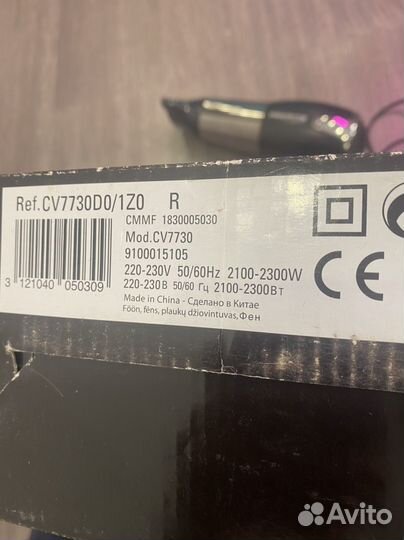 Ref.CV7730D0/1Z0 R
CMMF 1830005030
Mod.CV7730
9100015105
220-230V 50/60Hz 2100-2300W
220-230В 50/60 Гц 2100-2300Вт
Made in China - Сделано в Китае
Föön, fēns, plaukų džiovintuvas, Фен
3 121040 050309
CE
Avito